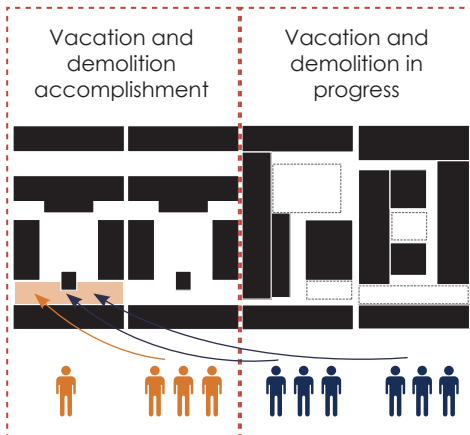 Vacation and
demolition
accomplishment
Vacation and
demolition in
progress